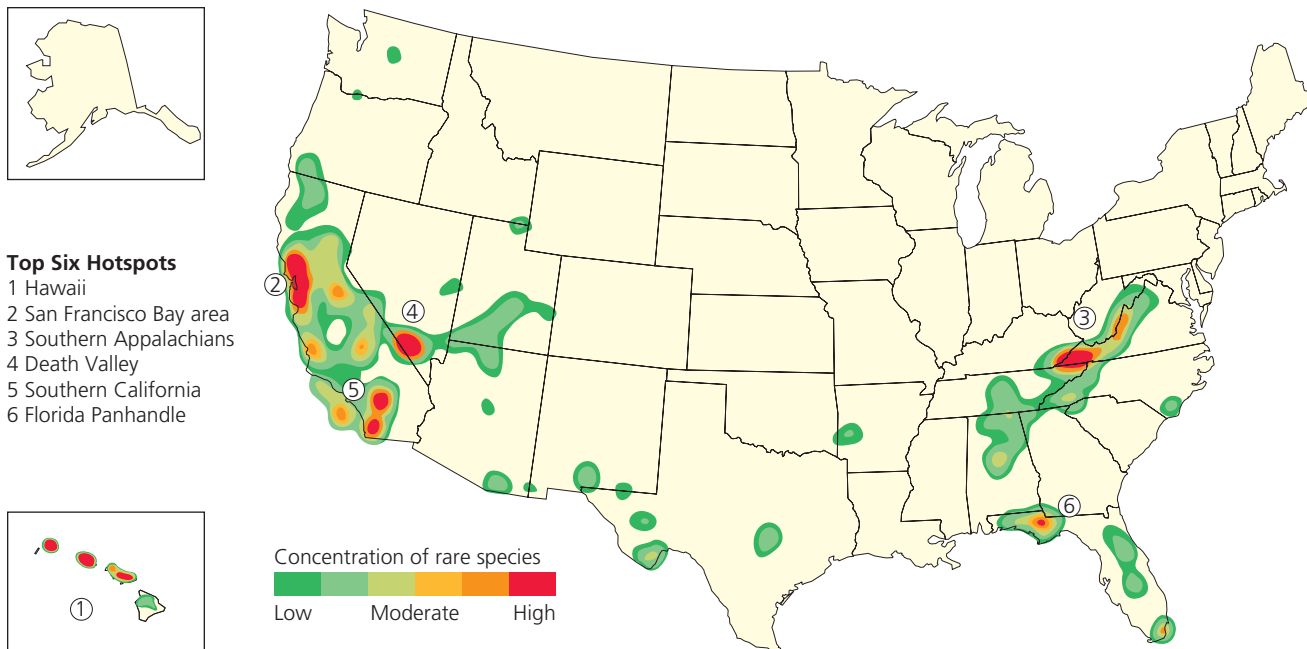 Top Six Hotspots
1 Hawaii
2 San Francisco Bay area
3 Southern Appalachians
4 Death Valley
5 Southern California
6 Florida Panhandle
2
4
3
5
6
1
Concentration of rare species
Low Moderate High